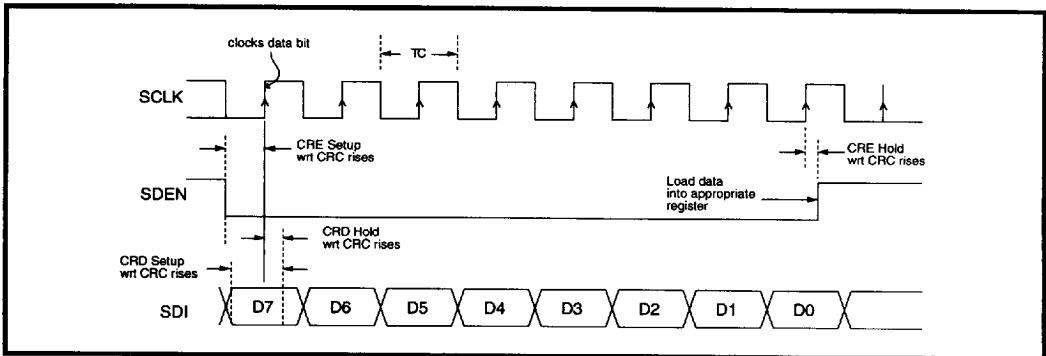 clocks data bit
TC
SCLK
CRE Setup
wrt CRC rises
CRE Hold
wrt CRC rises
SDEN
Load data
into appropriate
register
CRD Hold
wrt CRC rises
CRD Setup
wrt CRC rises
SDI
D7 D6 D5 D4 D3 D2 D1 D0